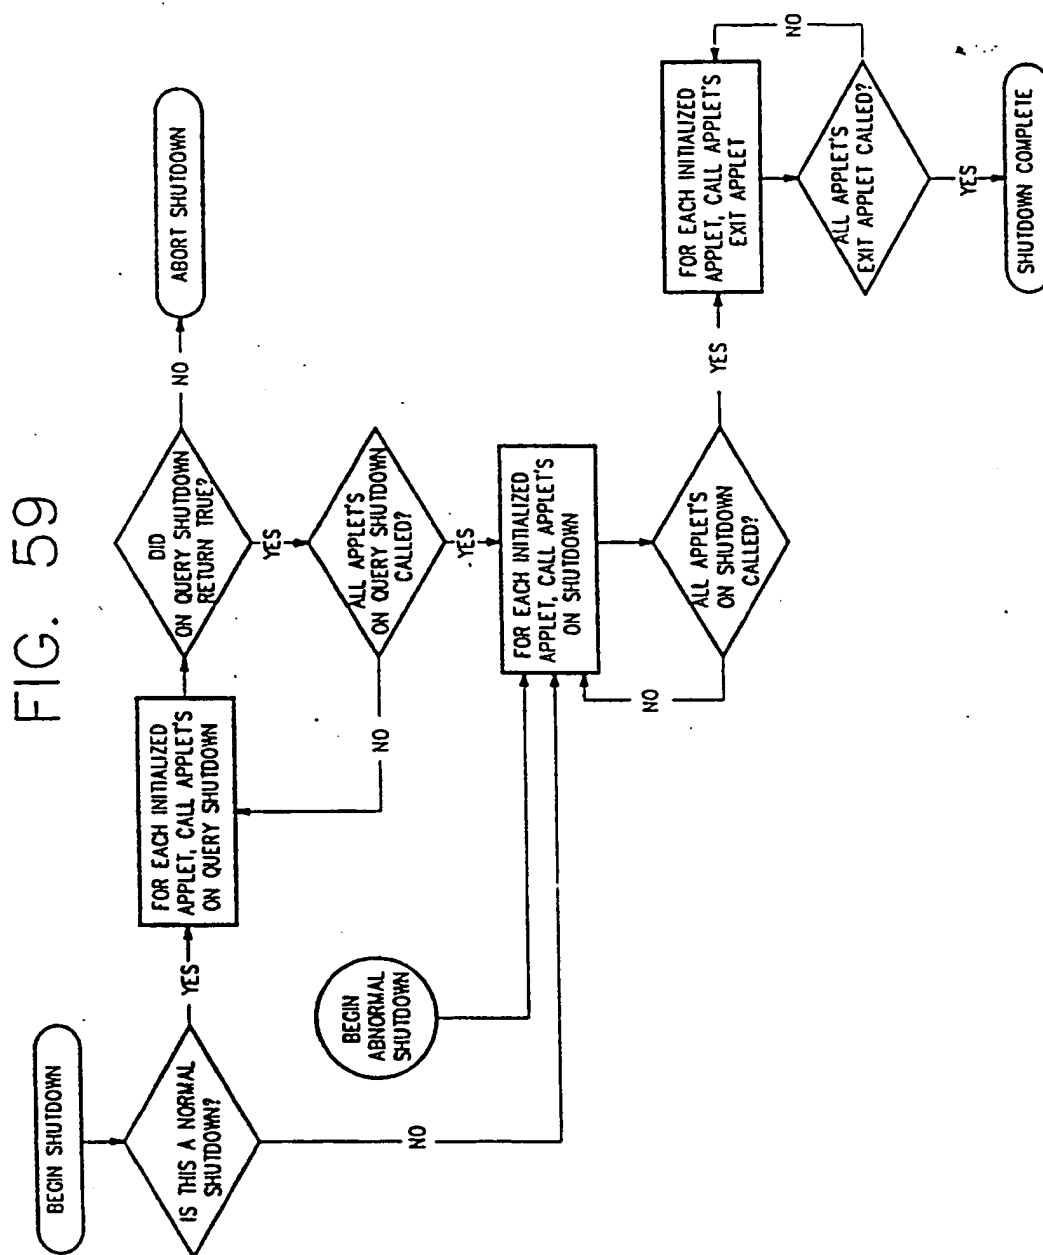 FIG. 59
BEGIN SHUTDOWN
IS THIS A NORMAL
SHUTDOWN?
YES
NO
FOR EACH INITIALIZED
APPLET, CALL APPLET'S
ON QUERY SHUTDOWN
DID
ON QUERY SHUTDOWN
RETURN TRUE?
NO
ABORT SHUTDOWN
YES
ALL APPLET'S
ON QUERY SHUTDOWN
CALLED?
NO
YES
BEGIN
ABNORMAL
SHUTDOWN
FOR EACH INITIALIZED
APPLET, CALL APPLET'S
ON SHUTDOWN
ALL APPLET'S
ON SHUTDOWN
CALLED?
NO
YES
FOR EACH INITIALIZED
APPLET, CALL APPLET'S
EXIT APPLET
ALL APPLET'S
EXIT APPLET CALLED?
NO
YES
SHUTDOWN COMPLETE